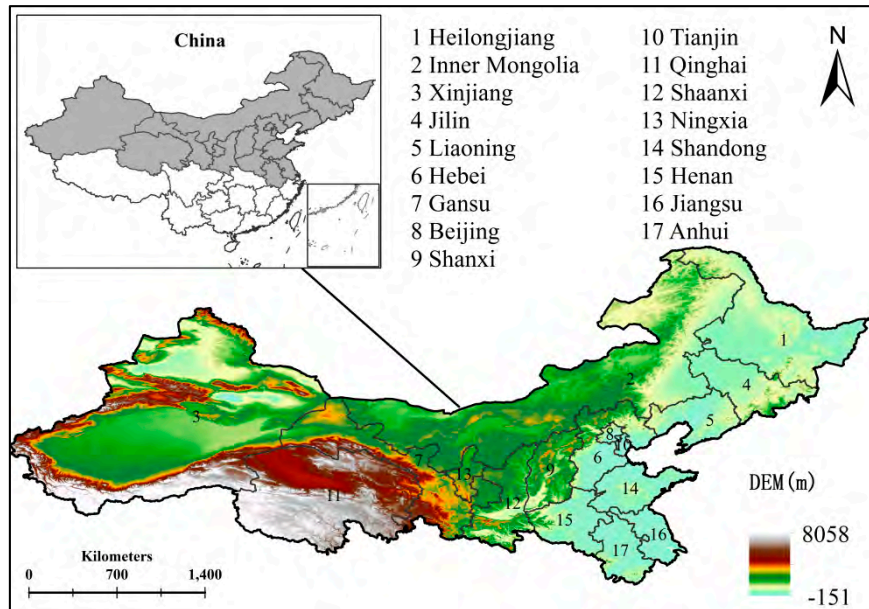 China
1 Heilongjiang
2 Inner Mongolia
3 Xinjiang
4 Jilin
5 Liaoning
6 Hebei
7 Gansu
8 Beijing
9 Shanxi
10 Tianjin
11 Qinghai
12 Shaanxi
13 Ningxia
14 Shandong
15 Henan
16 Jiangsu
17 Anhui
N
1
2
4
3
5
8
10
6
7
9
13
14
11
12
15
16
17
DEM(m)
8058
-151
Kilometers
0 700 1,400